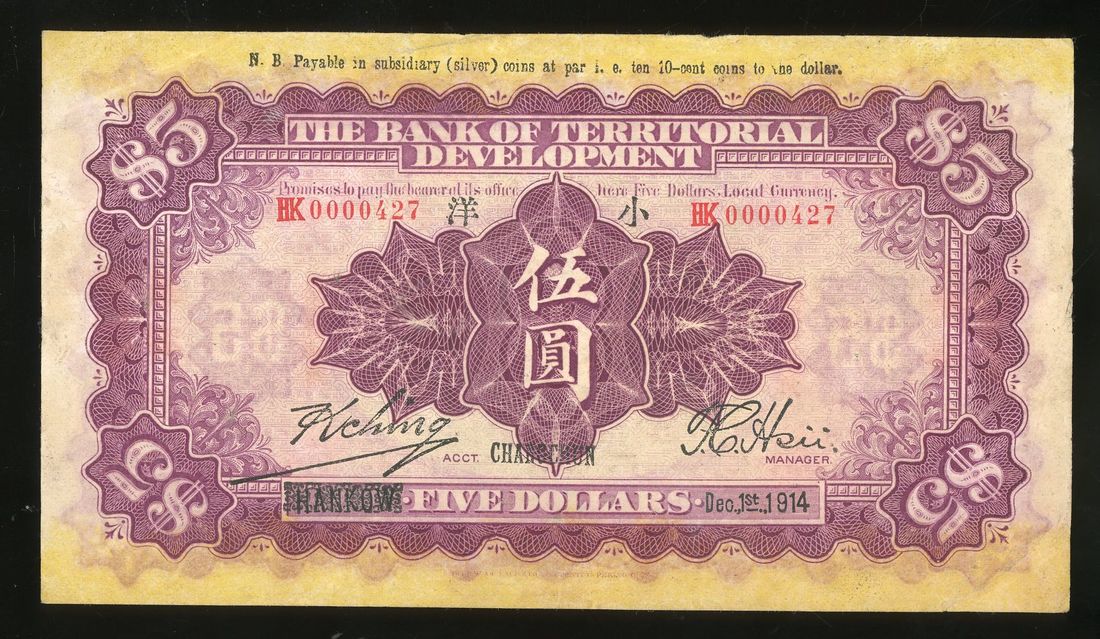 N. B. Payable in subsidiary (silver) coins at par i. e. ten 10-cent coins to the dollar.
$5 $5
THE BANK OF TERRITORIAL
DEVELOPMENT
Promises to pay the bearer at its office here Five Dollars, Local Currency.
HK0000427 洋 小 HK0000427
伍
圓
ACCT. CHANGCHUN MANAGER.
HANKOW · FIVE DOLLARS · Dec. 1st., 1914
$5 $5